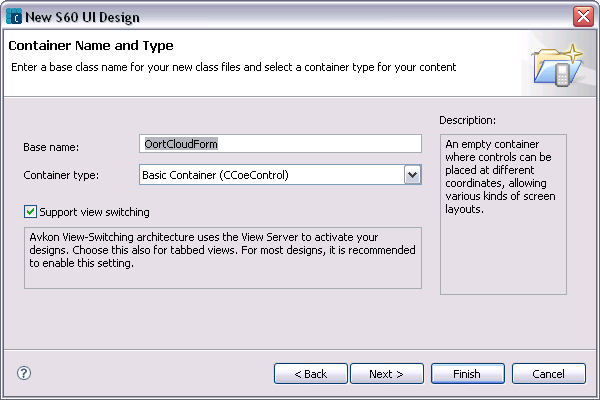 New S60 UI Design
Container Name and Type
Enter a base class name for your new class files and select a container type for your content
Description:
Base name:
OortCloudForm
An empty container
where controls can be
placed at different
coordinates, allowing
various kinds of screen
layouts.
Container type:
Basic Container (CCoeControl)
Support view switching
Avkon View-Switching architecture uses the View Server to activate your
designs. Choose this also for tabbed views. For most designs, it is recommended
to enable this setting.
?
< Back
Next >
Finish
Cancel